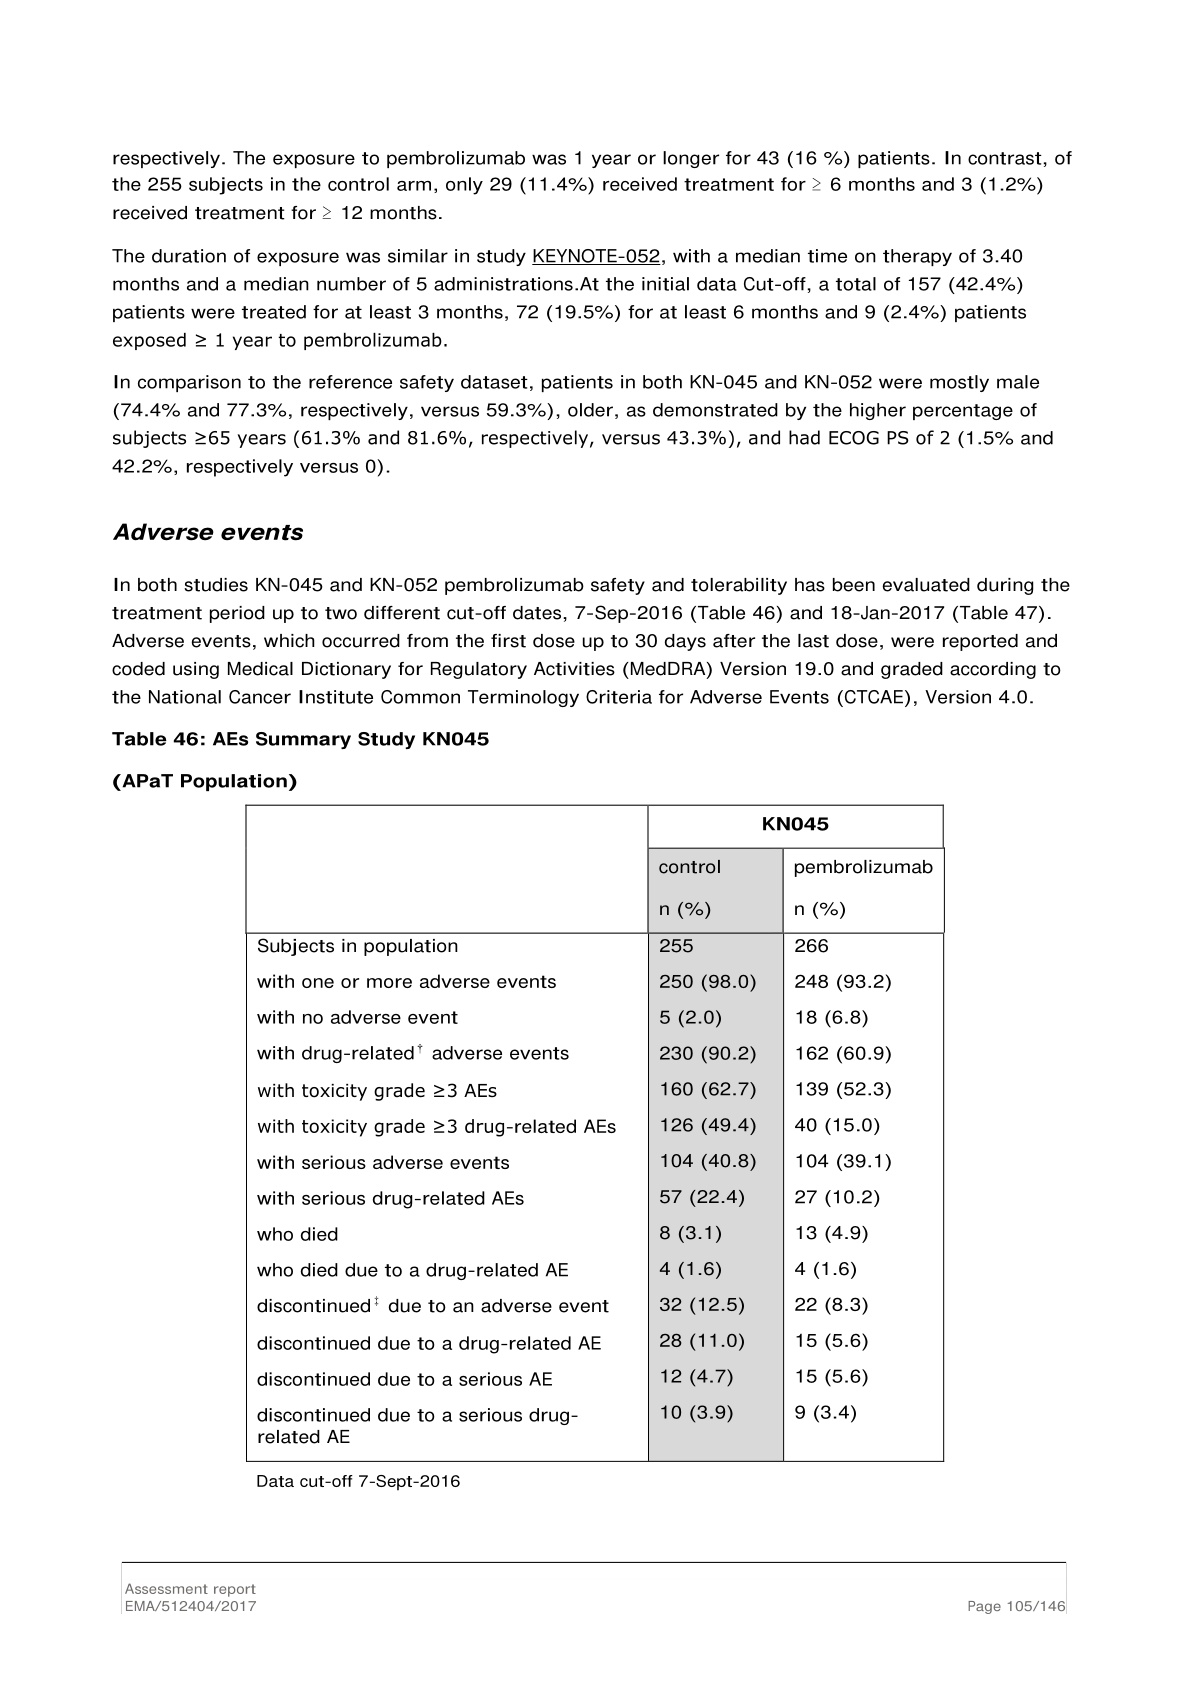 respectively. The exposure to pembrolizumab was 1 year or longer for 43 (16 %) patients. In contrast, of
the 255 subjects in the control arm, only 29 (11.4%) received treatment for ≥ 6 months and 3 (1.2%)
received treatment for ≥ 12 months.
The duration of exposure was similar in study KEYNOTE-052, with a median time on therapy of 3.40
months and a median number of 5 administrations.At the initial data Cut-off, a total of 157 (42.4%)
patients were treated for at least 3 months, 72 (19.5%) for at least 6 months and 9 (2.4%) patients
exposed ≥ 1 year to pembrolizumab.
In comparison to the reference safety dataset, patients in both KN-045 and KN-052 were mostly male
(74.4% and 77.3%, respectively, versus 59.3%), older, as demonstrated by the higher percentage of
subjects ≥65 years (61.3% and 81.6%, respectively, versus 43.3%), and had ECOG PS of 2 (1.5% and
42.2%, respectively versus 0).
Adverse events
In both studies KN-045 and KN-052 pembrolizumab safety and tolerability has been evaluated during the
treatment period up to two different cut-off dates, 7-Sep-2016 (Table 46) and 18-Jan-2017 (Table 47).
Adverse events, which occurred from the first dose up to 30 days after the last dose, were reported and
coded using Medical Dictionary for Regulatory Activities (MedDRA) Version 19.0 and graded according to
the National Cancer Institute Common Terminology Criteria for Adverse Events (CTCAE), Version 4.0.
Table 46: AEs Summary Study KN045
(APaT Population)
KN045
control pembrolizumab
n (%) n (%)
Subjects in population 255 266
with one or more adverse events 250 (98.0) 248 (93.2)
with no adverse event 5 (2.0) 18 (6.8)
with drug-related† adverse events 230 (90.2) 162 (60.9)
with toxicity grade ≥3 AEs 160 (62.7) 139 (52.3)
with toxicity grade ≥3 drug-related AEs 126 (49.4) 40 (15.0)
with serious adverse events 104 (40.8) 104 (39.1)
with serious drug-related AEs 57 (22.4) 27 (10.2)
who died 8 (3.1) 13 (4.9)
who died due to a drug-related AE 4 (1.6) 4 (1.6)
discontinued‡ due to an adverse event 32 (12.5) 22 (8.3)
discontinued due to a drug-related AE 28 (11.0) 15 (5.6)
discontinued due to a serious AE 12 (4.7) 15 (5.6)
discontinued due to a serious drug- 10 (3.9) 9 (3.4)
related AE
Data cut-off 7-Sept-2016
Assessment report
EMA/512404/2017 Page 105/146